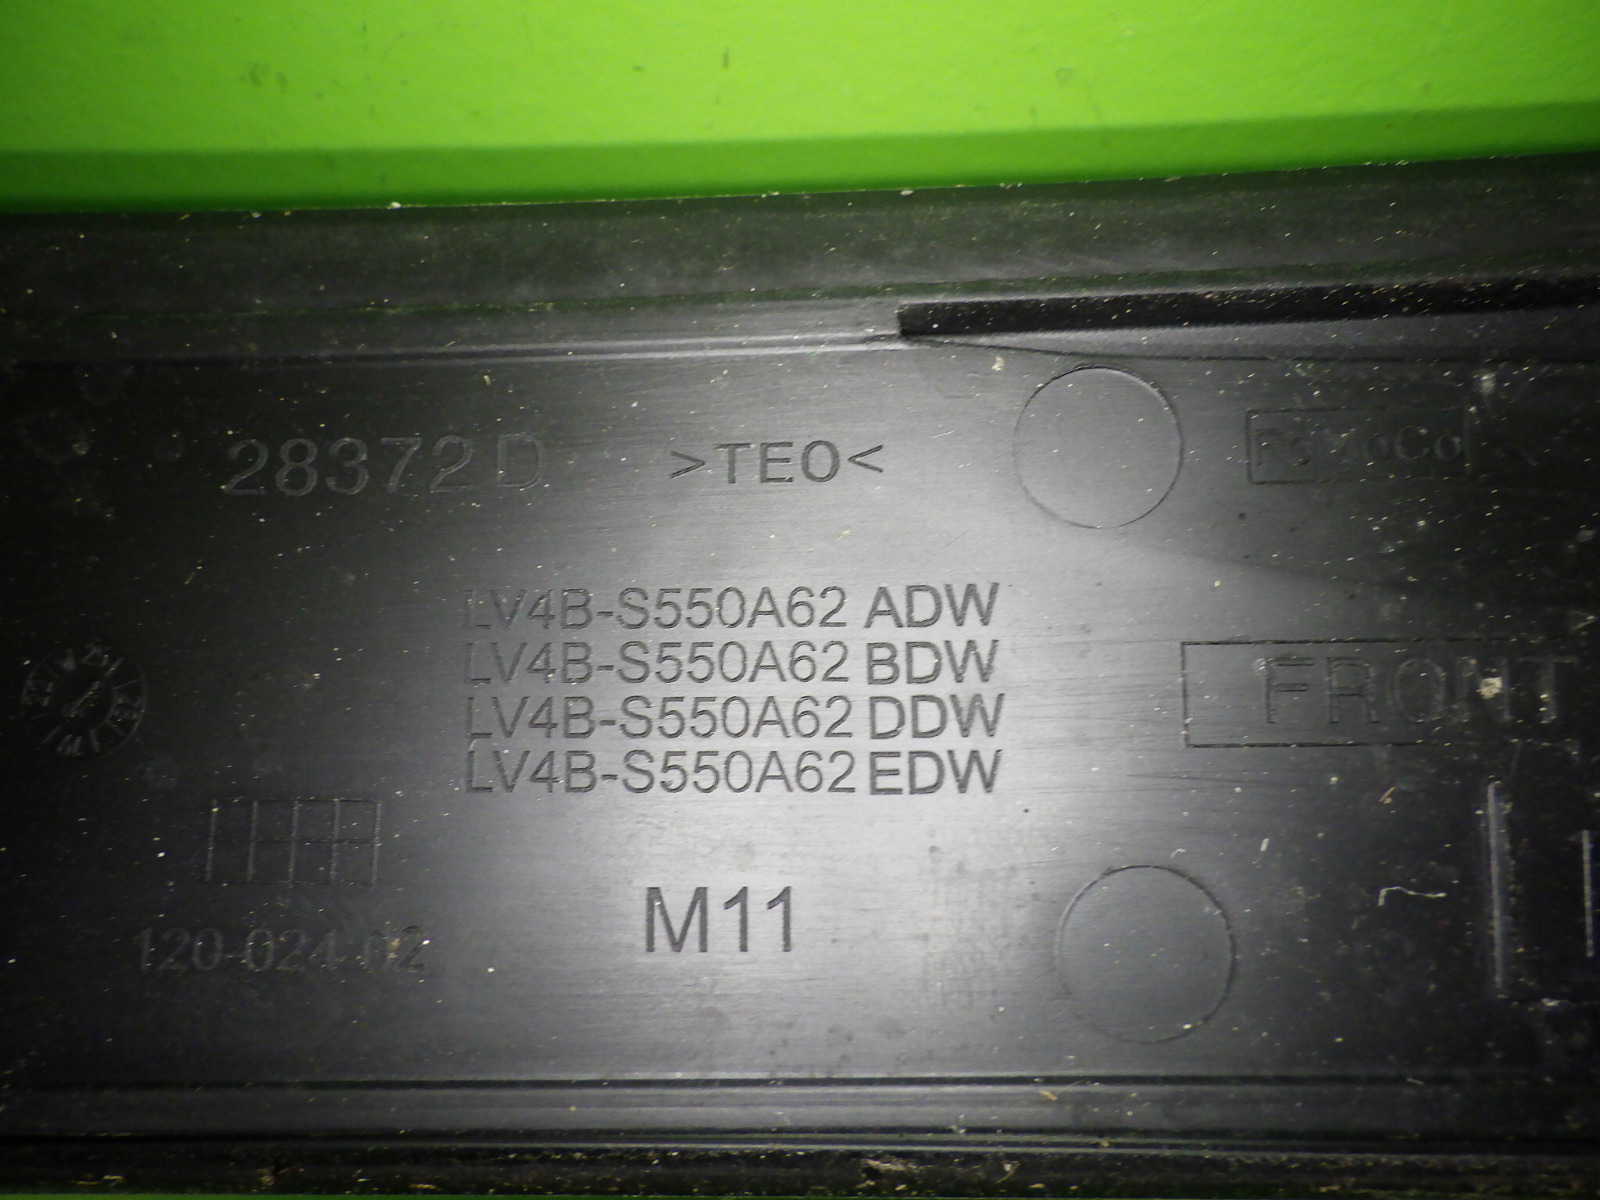 28372 D >TEO< FoMoCo
LV4B-S550A62 ADW
LV4B-S550A62 BDW
LV4B-S550A62 DDW
LV4B-S550A62 EDW
FRONT
M11
120-024-02